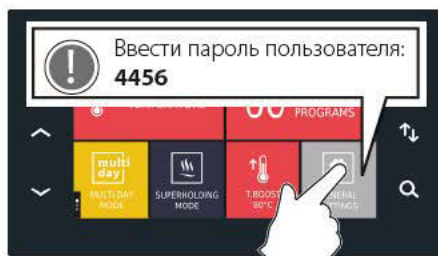 Ввести пароль пользователя:
4456
PROGRAMS
multi
day
MULTI DAY
MODE
SUPERHOLDING
MODE
T.BOOST
80°C